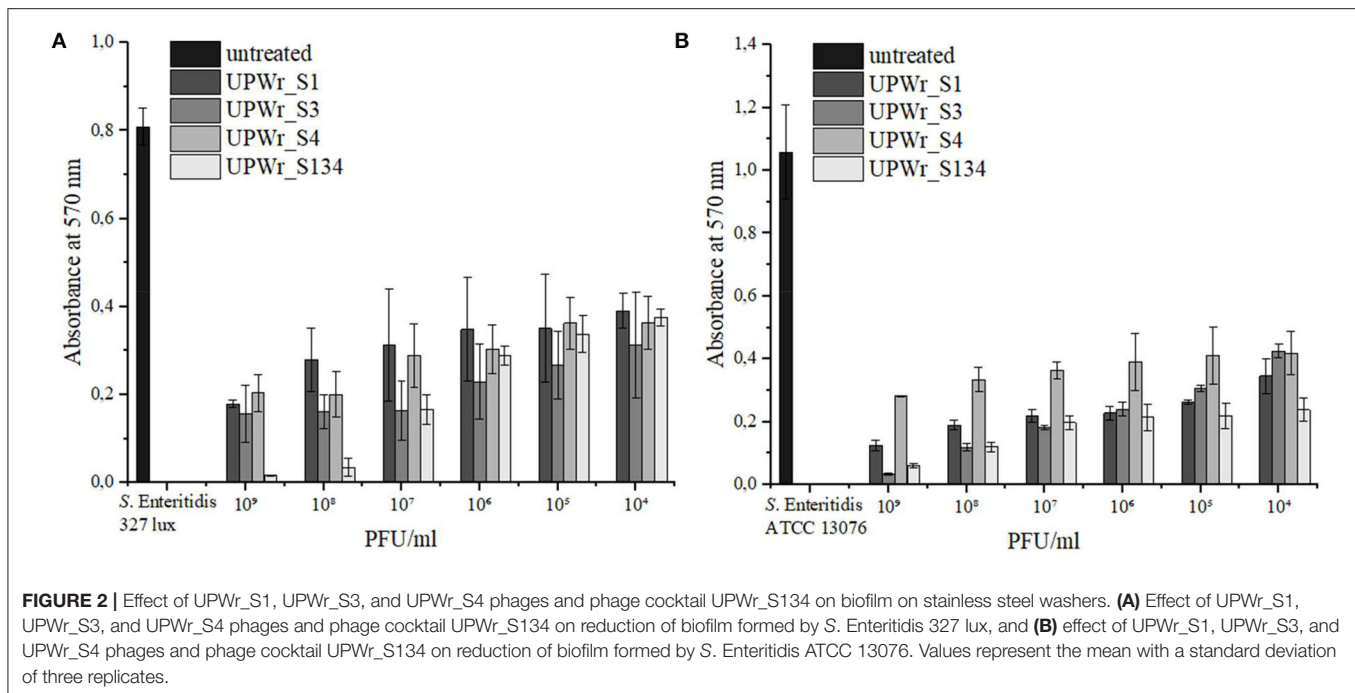 A
1,0
0,8
0,6
0,4
0,2
0,0
Absorbance at 570 nm
untreated
UPWr_S1
UPWr_S3
UPWr_S4
UPWr_S134
S. Enteritidis
327 lux
10⁹
10⁸
10⁷
10⁶
10⁵
10⁴
PFU/ml
B
1,4
1,2
1,0
0,8
0,6
0,4
0,2
0,0
Absorbance at 570 nm
untreated
UPWr_S1
UPWr_S3
UPWr_S4
UPWr_S134
S. Enteritidis
ATCC 13076
10⁹
10⁸
10⁷
10⁶
10⁵
10⁴
PFU/ml
FIGURE 2 | Effect of UPWr_S1, UPWr_S3, and UPWr_S4 phages and phage cocktail UPWr_S134 on biofilm on stainless steel washers. (A) Effect of UPWr_S1,
UPWr_S3, and UPWr_S4 phages and phage cocktail UPWr_S134 on reduction of biofilm formed by S. Enteritidis 327 lux, and (B) effect of UPWr_S1, UPWr_S3, and
UPWr_S4 phages and phage cocktail UPWr_S134 on reduction of biofilm formed by S. Enteritidis ATCC 13076. Values represent the mean with a standard deviation
of three replicates.